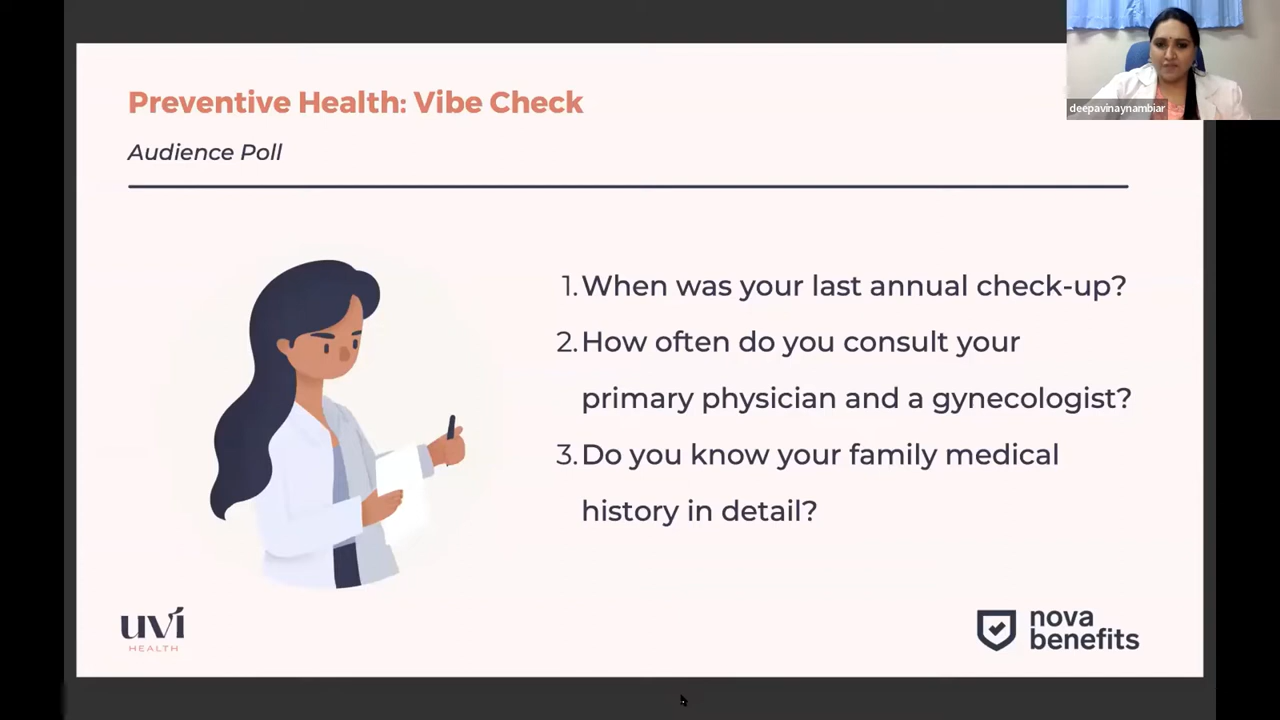 Preventive Health: Vibe Check
Audience Poll
1. When was your last annual check-up?
2. How often do you consult your
primary physician and a gynecologist?
3. Do you know your family medical
history in detail?
uvi
HEALTH
nova
benefits
deepavinaynambiar